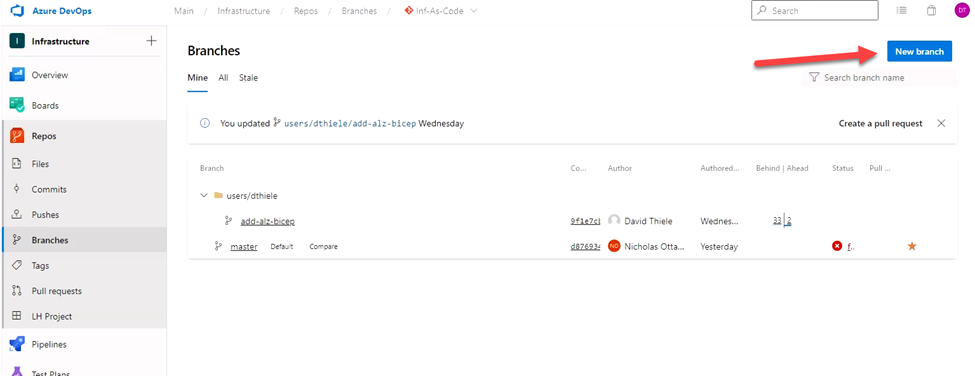 Azure DevOps
Main / Infrastructure / Repos / Branches / Inf-As-Code
Search
DT
I Infrastructure
Overview
Boards
Repos
Files
Commits
Pushes
Branches
Tags
Pull requests
LH Project
Pipelines
Test Plans
Branches
New branch
Mine All Stale
Search branch name
You updated users/dthiele/add-alz-bicep Wednesday
Create a pull request
Branch Co... Author Authored... Behind | Ahead Status Pull ...
users/dthiele
add-alz-bicep 9f1e7cl David Thiele Wednes... 33 2
master Default Compare d876934 NO Nicholas Otta... Yesterday f..